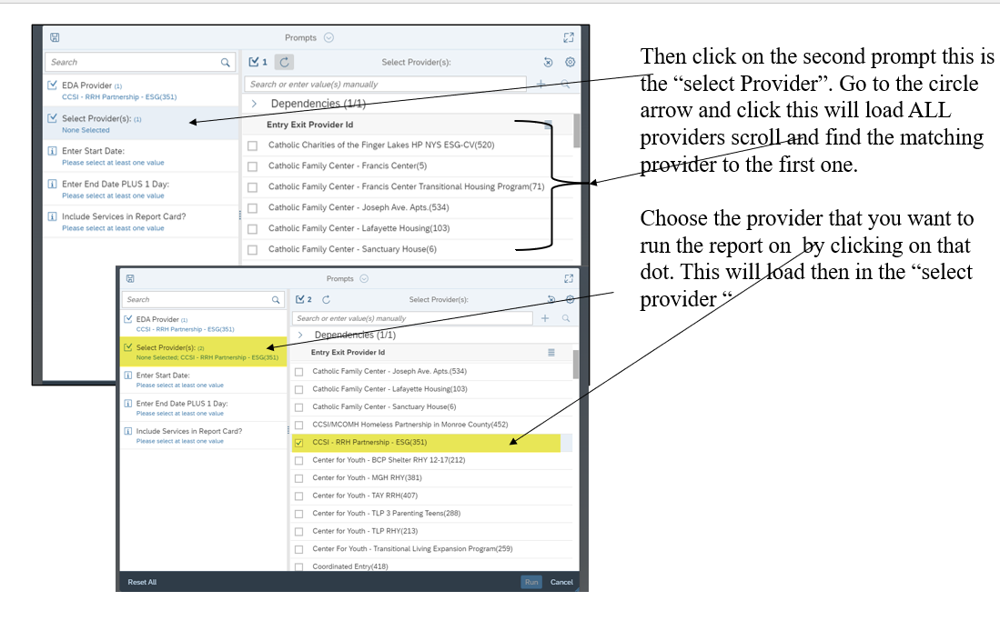 Prompts
Search
1
Select Provider(s):
EDA Provider (1)
CCSI - RRH Partnership - ESG(351)
Search or enter value(s) manually
Dependencies (1/1)
Select Provider(s): (1)
None Selected
Entry Exit Provider Id
Enter Start Date:
Please select at least one value
Catholic Charities of the Finger Lakes HP NYS ESG-CV(520)
Catholic Family Center - Francis Center(5)
Enter End Date PLUS 1 Day:
Please select at least one value
Catholic Family Center - Francis Center Transitional Housing Program(71)
Include Services in Report Card?
Please select at least one value
Catholic Family Center - Joseph Ave. Apts.(534)
Catholic Family Center - Lafayette Housing(103)
Catholic Family Center - Sanctuary House(6)
Then click on the second prompt this is
the “select Provider”. Go to the circle
arrow and click this will load ALL
providers scroll and find the matching
provider to the first one.
Choose the provider that you want to
run the report on  by clicking on that
dot. This will load then in the “select
provider “
Prompts
Search
2
Select Provider(s):
EDA Provider (1)
CCSI - RRH Partnership - ESG(351)
Search or enter value(s) manually
Dependencies (1/1)
Select Provider(s): (2)
None Selected; CCSI - RRH Partnership - ESG(351)
Entry Exit Provider Id
Enter Start Date:
Please select at least one value
Enter End Date PLUS 1 Day:
Please select at least one value
Include Services in Report Card?
Please select at least one value
Catholic Family Center - Joseph Ave. Apts.(534)
Catholic Family Center - Lafayette Housing(103)
Catholic Family Center - Sanctuary House(6)
CCSI/MCOMH Homeless Partnership in Monroe County(452)
CCSI - RRH Partnership - ESG(351)
Center for Youth - BCP Shelter RHY 12-17(212)
Center for Youth - MGH RHY(381)
Center for Youth - TAY RRH(407)
Center for Youth - TLP 3 Parenting Teens(288)
Center for Youth - TLP RHY(213)
Center For Youth - Transitional Living Expansion Program(259)
Coordinated Entry(418)
Reset All
Run
Cancel